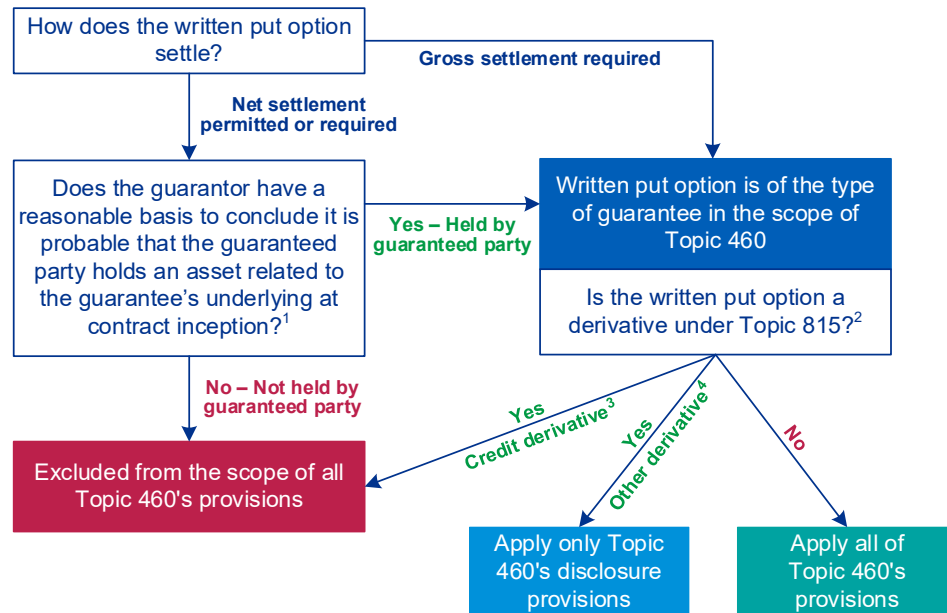 How does the written put option
settle?
Gross settlement required
Net settlement
permitted or required
Does the guarantor have a
reasonable basis to conclude it is
probable that the guaranteed
party holds an asset related to
the guarantee's underlying at
contract inception?1
Yes – Held by
guaranteed party
Written put option is of the type
of guarantee in the scope of
Topic 460
Is the written put option a
derivative under Topic 815?2
No – Not held by
guaranteed party
Yes
Credit derivative3
Yes
Other derivative4
No
Excluded from the scope of all
Topic 460's provisions
Apply only Topic
460's disclosure
provisions
Apply all of
Topic 460's
provisions